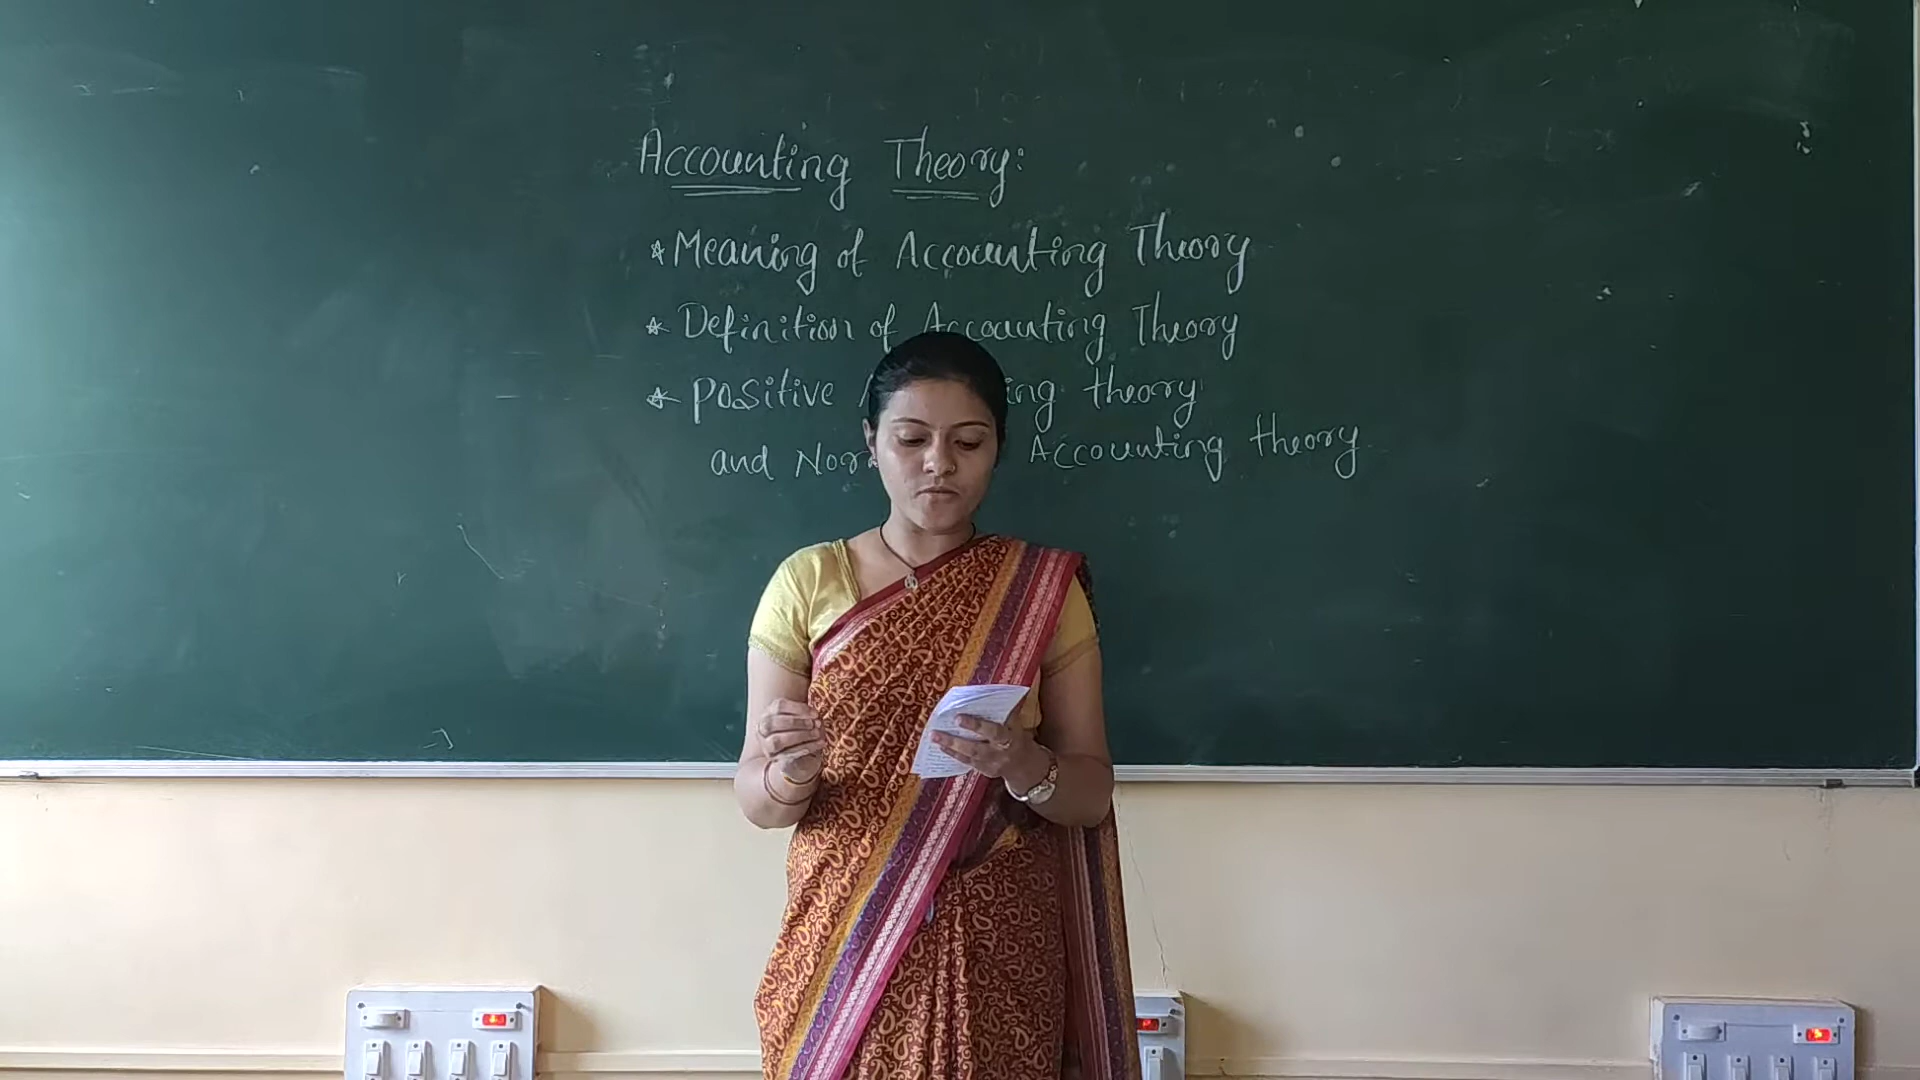 Accounting Theory:
* Meaning of Accounting Theory
* Definition of Accounting Theory
* Positive theory
and Accounting theory